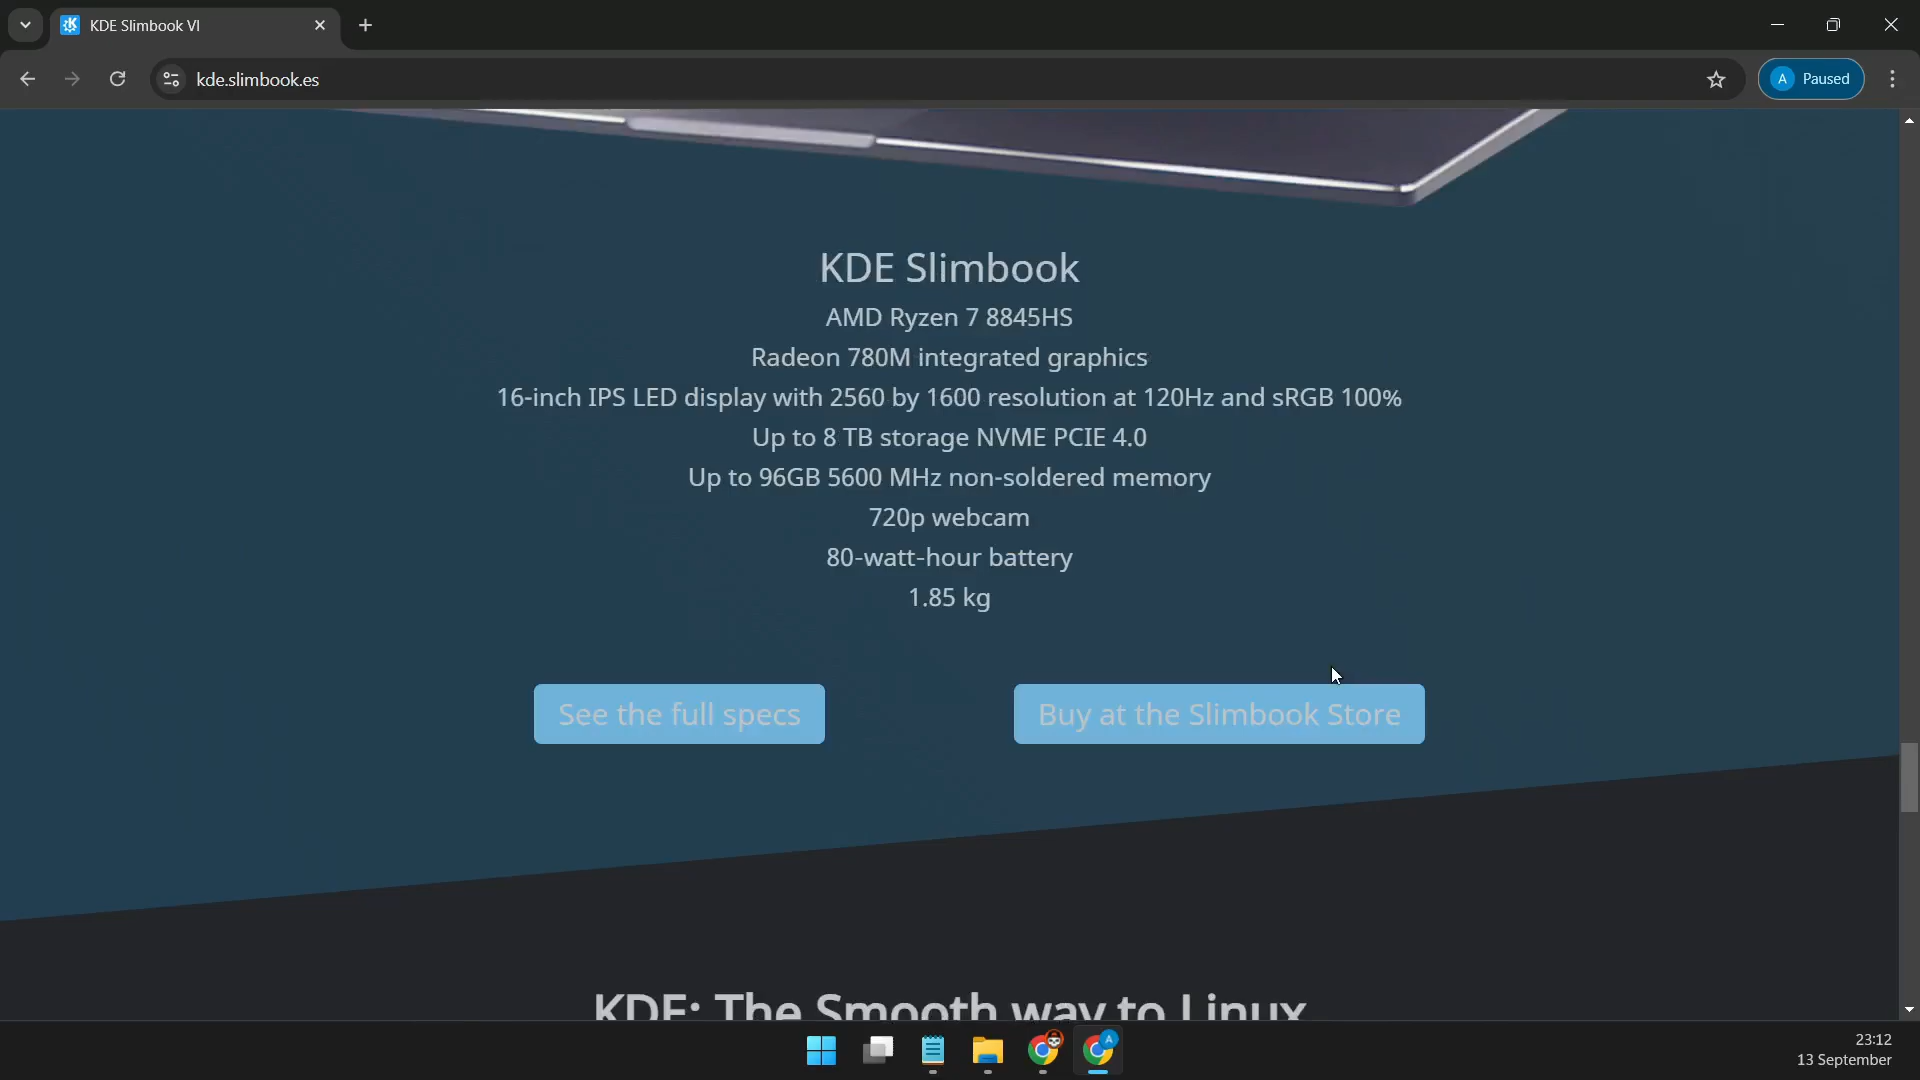 KDE Slimbook VI
kde.slimbook.es
A Paused
KDE Slimbook
AMD Ryzen 7 8845HS
Radeon 780M integrated graphics
16-inch IPS LED display with 2560 by 1600 resolution at 120Hz and sRGB 100%
Up to 8 TB storage NVME PCIE 4.0
Up to 96GB 5600 MHz non-soldered memory
720p webcam
80-watt-hour battery
1.85 kg
See the full specs
Buy at the Slimbook Store
KDE: The Smooth way to Linux
A
23:12
13 September